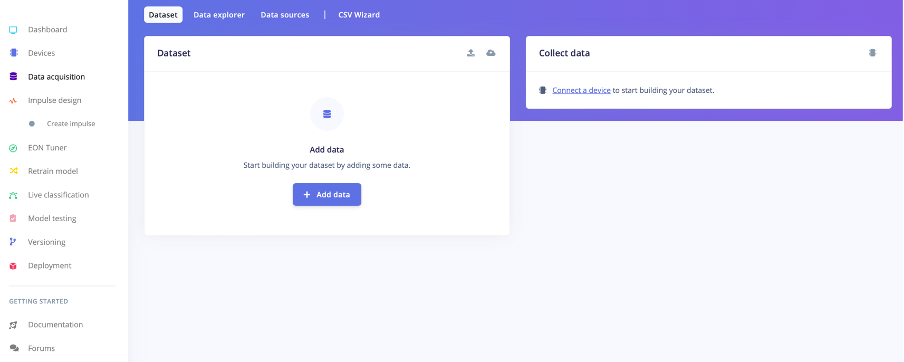 Dashboard
Devices
Data acquisition
Impulse design
Create impulse
EON Tuner
Retrain model
Live classification
Model testing
Versioning
Deployment
GETTING STARTED
Documentation
Forums
Dataset Data explorer Data sources | CSV Wizard
Dataset
Add data
Start building your dataset by adding some data.
+ Add data
Collect data
Connect a device to start building your dataset.